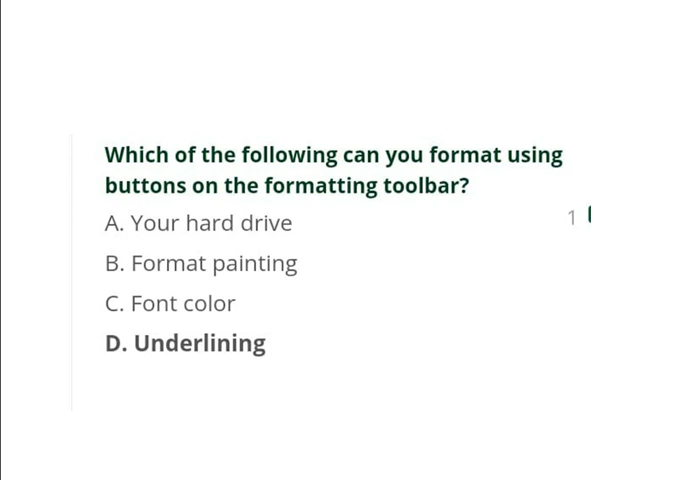 Which of the following can you format using
buttons on the formatting toolbar?
A. Your hard drive
1
B. Format painting
C. Font color
D. Underlining